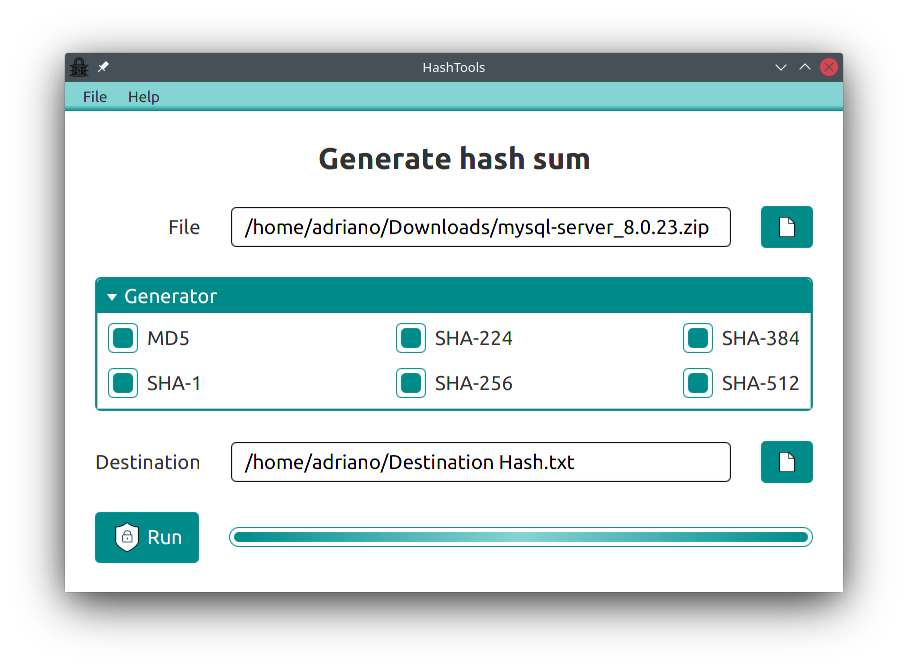 HashTools
File Help
Generate hash sum
File /home/adriano/Downloads/mysql-server_8.0.23.zip
Generator
MD5 SHA-224 SHA-384
SHA-1 SHA-256 SHA-512
Destination /home/adriano/Destination Hash.txt
Run